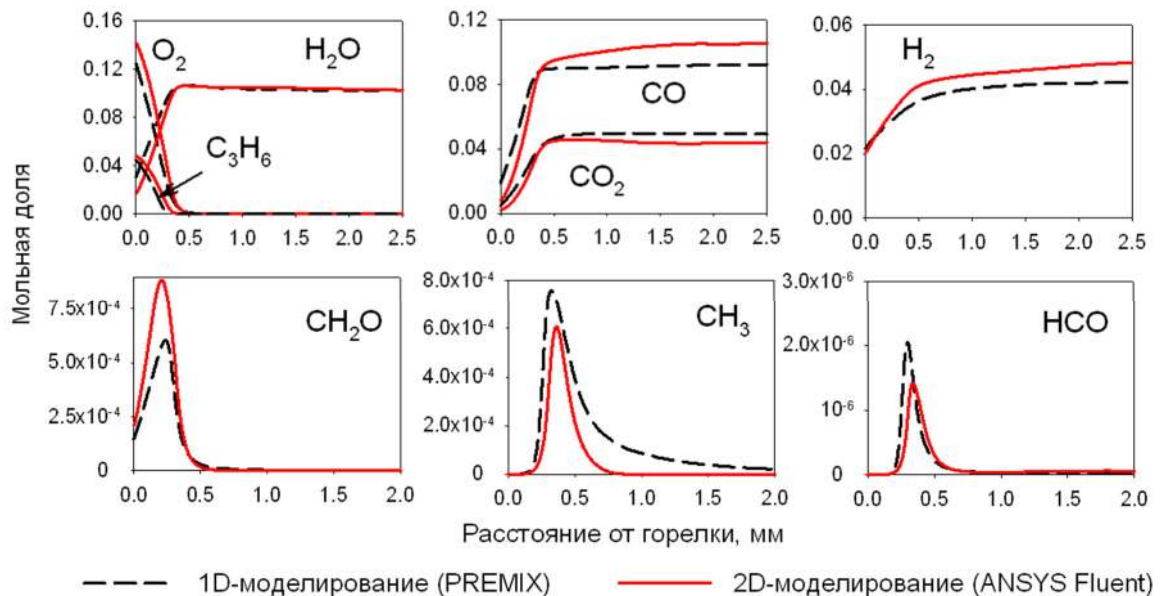 0.16
0.12
0.08
0.04
0.00
0.0 0.5 1.0 1.5 2.0 2.5
O2
H2O
C3H6
0.12
0.08
0.04
0.00
0.0 0.5 1.0 1.5 2.0 2.5
CO
CO2
0.06
0.04
0.02
0.00
0.0 0.5 1.0 1.5 2.0 2.5
H2
Мольная доля
7.5x10-4
5.0x10-4
2.5x10-4
0
0.0 0.5 1.0 1.5 2.0
CH2O
8.0x10-4
6.0x10-4
4.0x10-4
2.0x10-4
0
0.0 0.5 1.0 1.5 2.0
CH3
3.0x10-6
2.0x10-6
10-6
0
0.0 0.5 1.0 1.5 2.0
HCO
Расстояние от горелки, мм
1D-моделирование (PREMIX)
2D-моделирование (ANSYS Fluent)